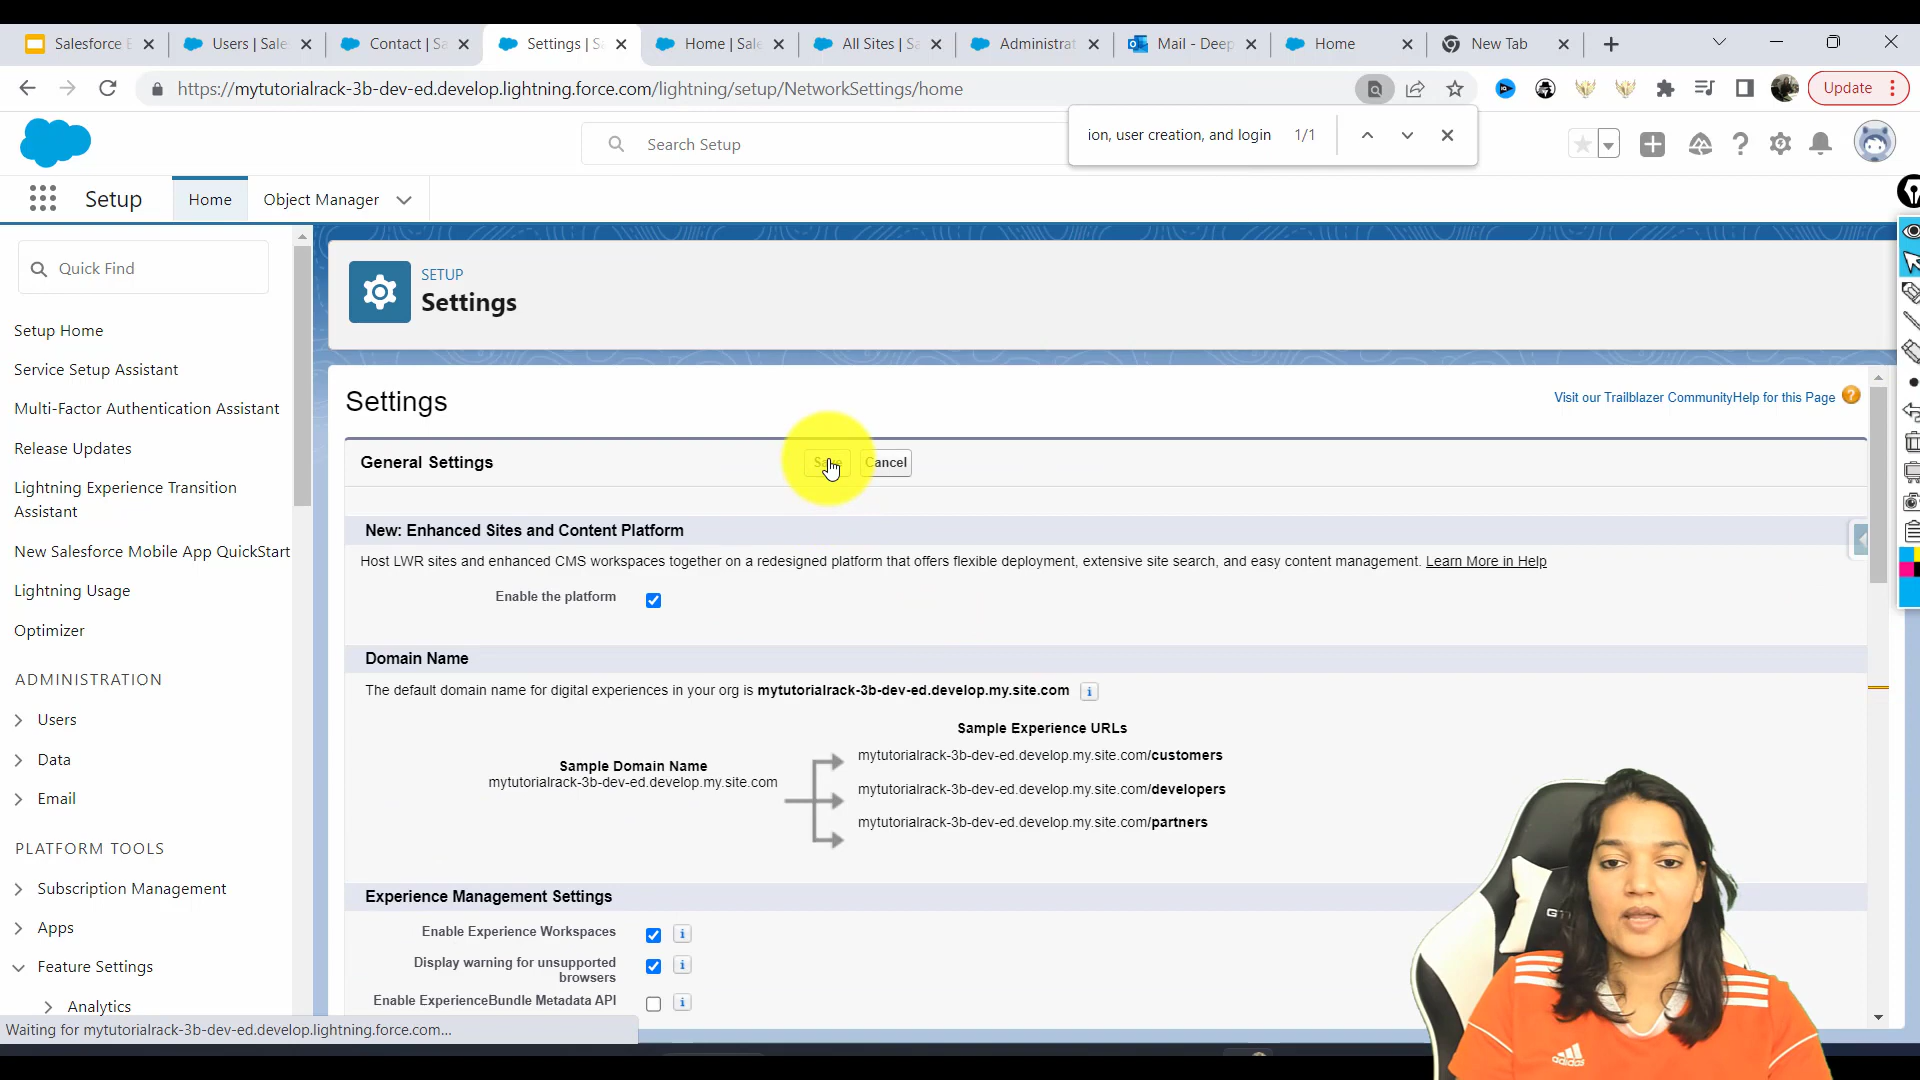 Salesforce E
Users | Sale
Contact | Sa
Settings | S
Home | Sale
All Sites | Sa
Administrat
Mail - Deep
Home
New Tab
https://mytutorialrack-3b-dev-ed.develop.lightning.force.com/lightning/setup/NetworkSettings/home
Update
ion, user creation, and login 1/1
Search Setup
Setup
Home
Object Manager
Quick Find
Setup Home
Service Setup Assistant
Multi-Factor Authentication Assistant
Release Updates
Lightning Experience Transition
Assistant
New Salesforce Mobile App QuickStart
Lightning Usage
Optimizer
ADMINISTRATION
Users
Data
Email
PLATFORM TOOLS
Subscription Management
Apps
Feature Settings
Analytics
Waiting for mytutorialrack-3b-dev-ed.develop.lightning.force.com...
SETUP
Settings
Settings
Visit our Trailblazer CommunityHelp for this Page
General Settings
Save
Cancel
New: Enhanced Sites and Content Platform
Host LWR sites and enhanced CMS workspaces together on a redesigned platform that offers flexible deployment, extensive site search, and easy content management. Learn More in Help
Enable the platform
Domain Name
The default domain name for digital experiences in your org is mytutorialrack-3b-dev-ed.develop.my.site.com
Sample Experience URLs
Sample Domain Name
mytutorialrack-3b-dev-ed.develop.my.site.com
mytutorialrack-3b-dev-ed.develop.my.site.com/customers
mytutorialrack-3b-dev-ed.develop.my.site.com/developers
mytutorialrack-3b-dev-ed.develop.my.site.com/partners
Experience Management Settings
Enable Experience Workspaces
Display warning for unsupported
browsers
Enable ExperienceBundle Metadata API